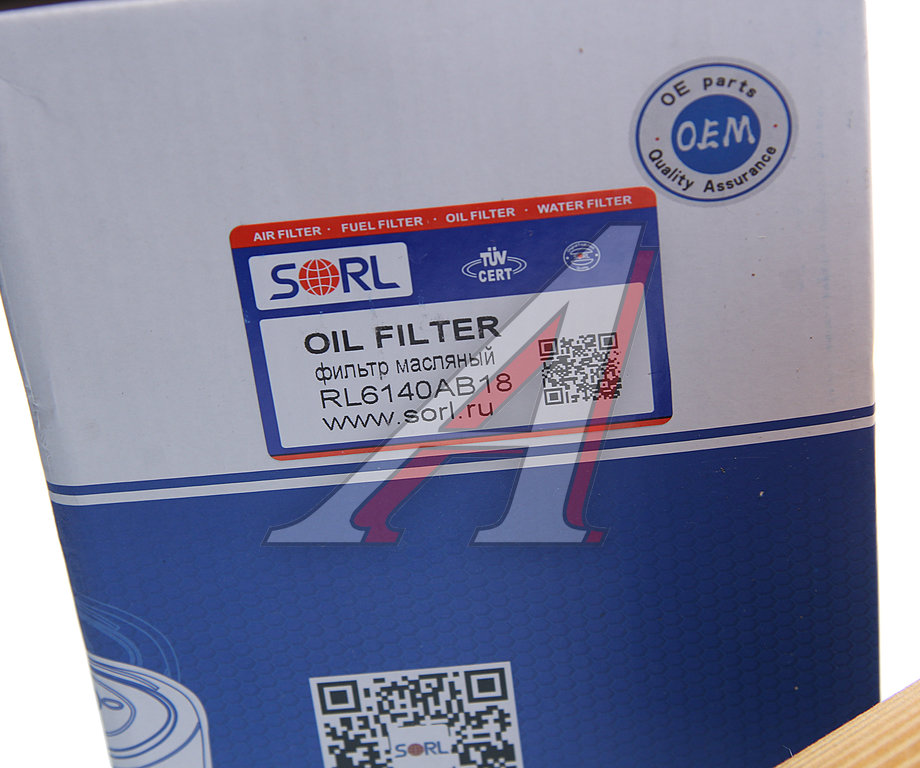 OE parts
OEM
Quality Assurance
AIR FILTER · FUEL FILTER · OIL FILTER · WATER FILTER
SORL
TÜV
CERT
OIL FILTER
фильтр масляный
RL6140AB18
www.sorl.ru
SORL